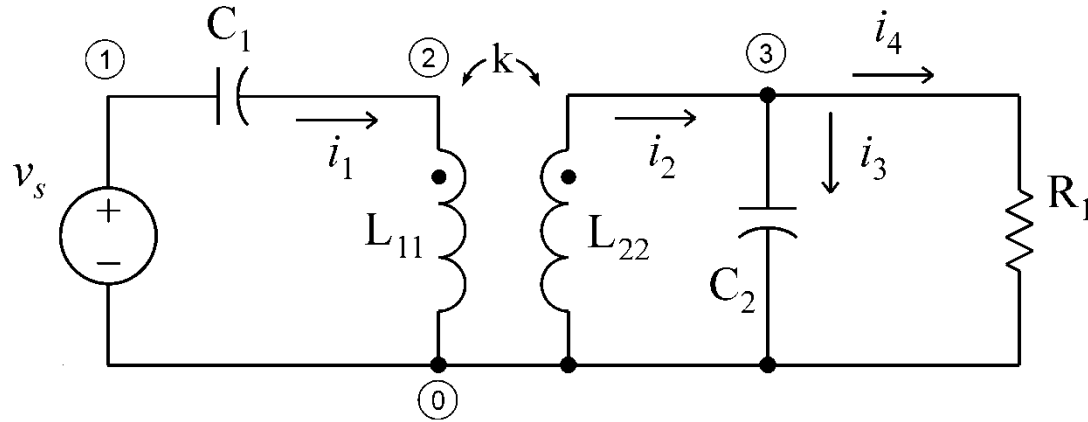 C₁
① ② k ③ i₄
i₁ i₂ i₃
vₛ + −
L₁₁ L₂₂ C₂ R₁
⓪